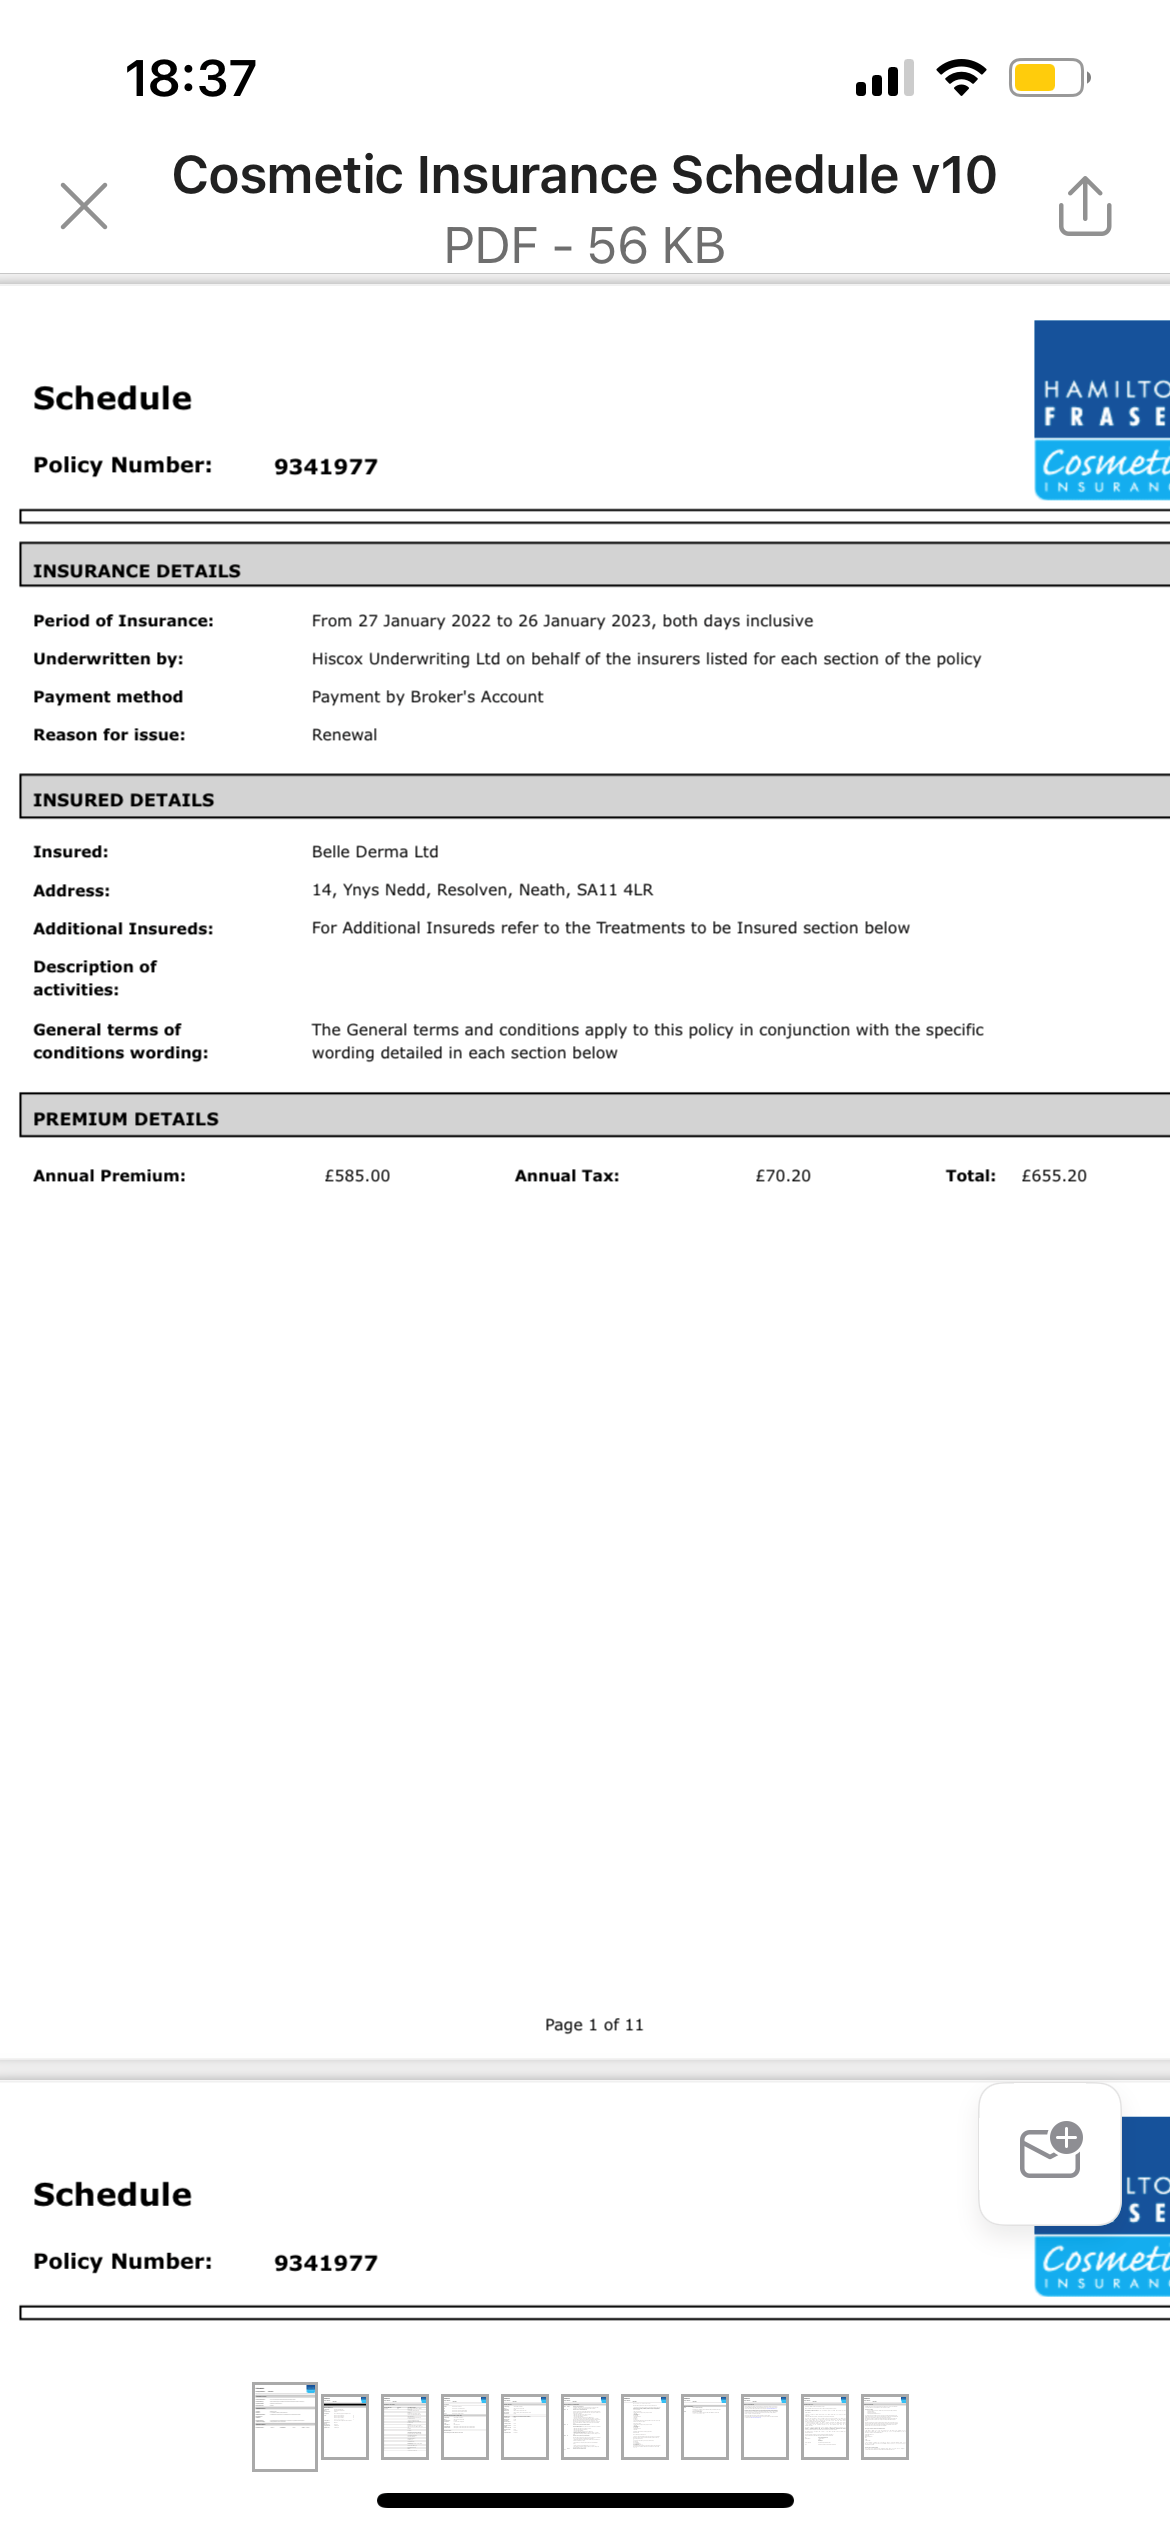 18:37
Cosmetic Insurance Schedule v10
PDF - 56 KB
HAMILTO
FRASE
Cosmeti
INSURAN
Schedule
Policy Number: 9341977
INSURANCE DETAILS
Period of Insurance: From 27 January 2022 to 26 January 2023, both days inclusive
Underwritten by: Hiscox Underwriting Ltd on behalf of the insurers listed for each section of the policy
Payment method Payment by Broker's Account
Reason for issue: Renewal
INSURED DETAILS
Insured: Belle Derma Ltd
Address: 14, Ynys Nedd, Resolven, Neath, SA11 4LR
Additional Insureds: For Additional Insureds refer to the Treatments to be Insured section below
Description of
activities:
General terms of The General terms and conditions apply to this policy in conjunction with the specific
conditions wording: wording detailed in each section below
PREMIUM DETAILS
Annual Premium: £585.00 Annual Tax: £70.20 Total: £655.20
Page 1 of 11
LTO
SE
Cosmeti
INSURAN
Schedule
Policy Number: 9341977